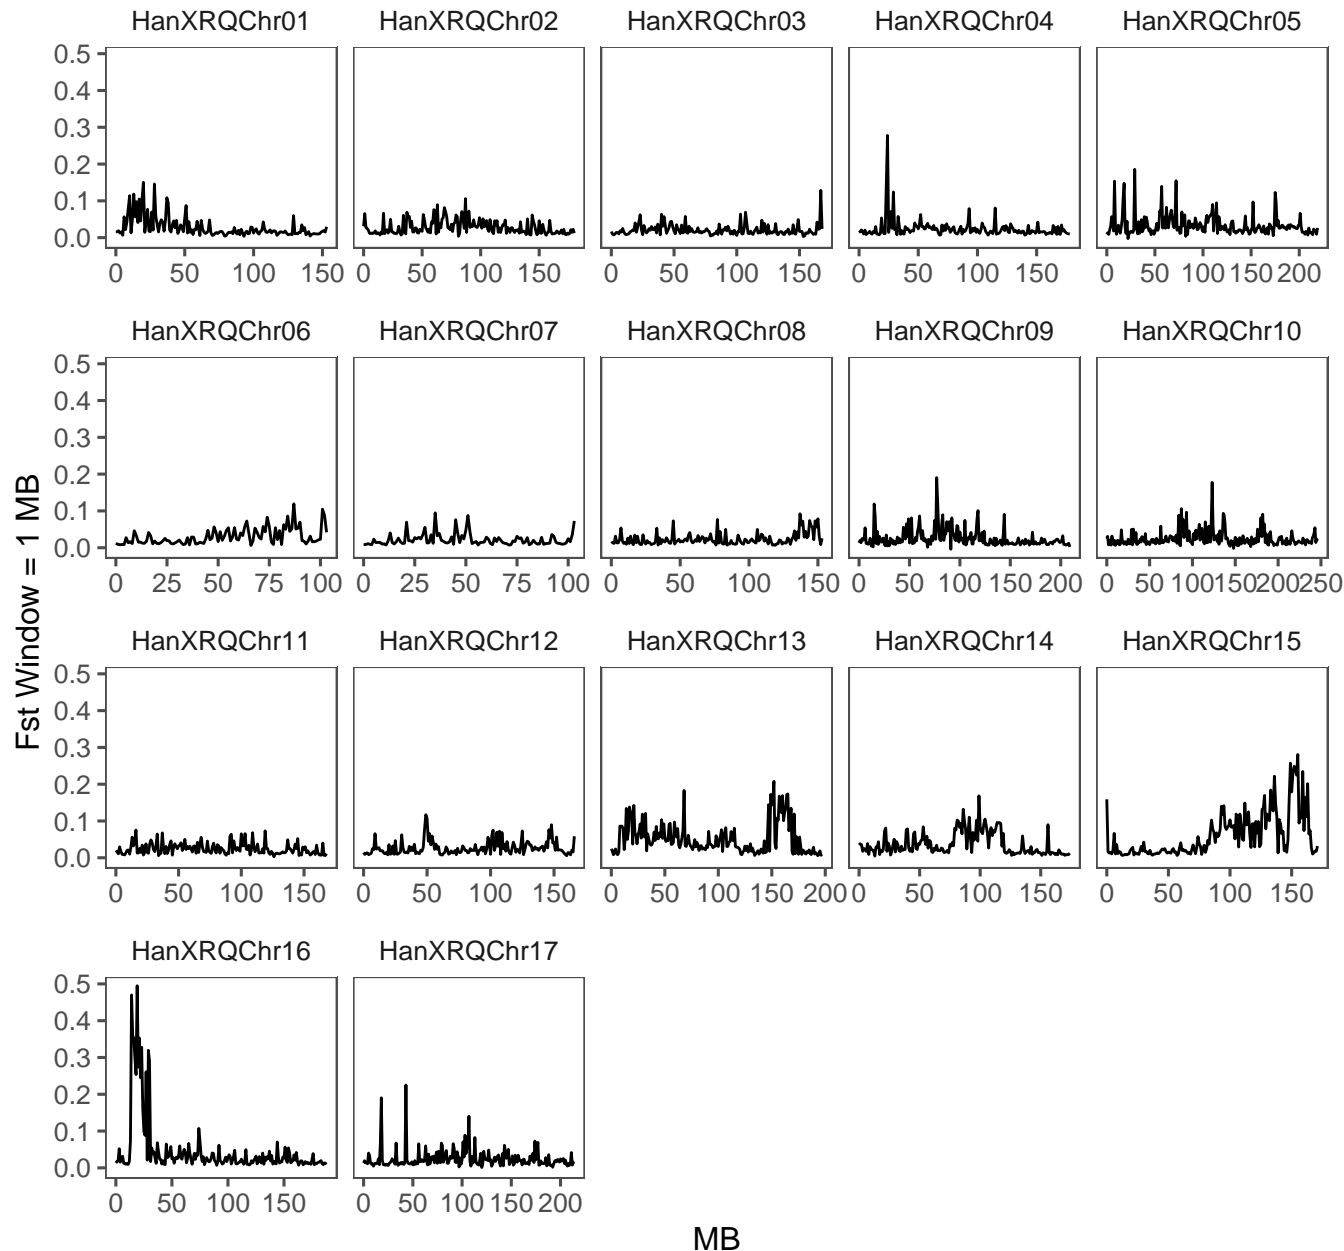 HanXRQChr01 HanXRQChr02 HanXRQChr03 HanXRQChr04 HanXRQChr05
0.5
0.4
0.3
0.2
0.1
0.0
0 50 100 150 0 50 100 150 0 50 100 150 0 50 100 150 0 50 100 150 200
HanXRQChr06 HanXRQChr07 HanXRQChr08 HanXRQChr09 HanXRQChr10
0.5
0.4
0.3
0.2
0.1
0.0
0 25 50 75 100 0 25 50 75 100 0 50 100 150 0 50 100 150 200 0 50 100 150 200 250
Fst Window = 1 MB
HanXRQChr11 HanXRQChr12 HanXRQChr13 HanXRQChr14 HanXRQChr15
0.5
0.4
0.3
0.2
0.1
0.0
0 50 100 150 0 50 100 150 0 50 100 150 200 0 50 100 150 0 50 100 150
HanXRQChr16 HanXRQChr17
0.5
0.4
0.3
0.2
0.1
0.0
0 50 100 150 0 50 100 150 200
MB